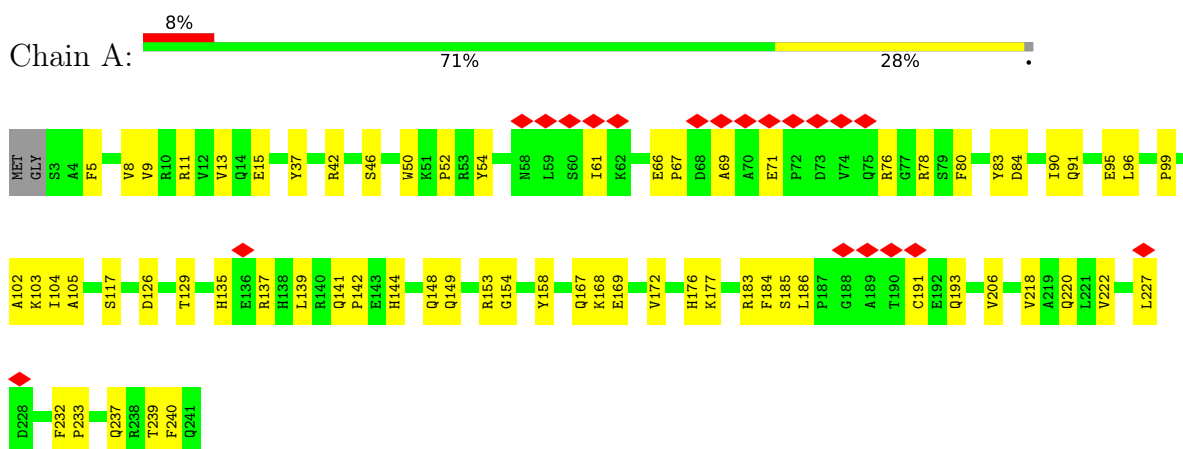 8%
Chain A:
71% 28% •
MET GLY S3 A4 F5 V8 V9 R10 R11 V12 V13 Q14 E15 Y37 R42 S46 W50 K51 P52 R53 Y54 N58 L59 S60 I61 K62 E66 P67 D68 A69 A70 E71 P72 D73 V74 Q75 R76 G77 R78 S79 F80 Y83 D84 I90 Q91 E95 L96 P99
A102 K103 I104 A105 S117 D126 T129 H135 E136 R137 H138 L139 R140 Q141 P142 E143 H144 Q148 Q149 R153 G154 Y158 Q167 K168 E169 V172 H176 K177 R183 F184 S185 L186 P187 G188 A189 T190 C191 E192 Q193 V206 V218 A219 Q220 L221 V222 L227
D228 F232 P233 Q237 R238 T239 F240 Q241